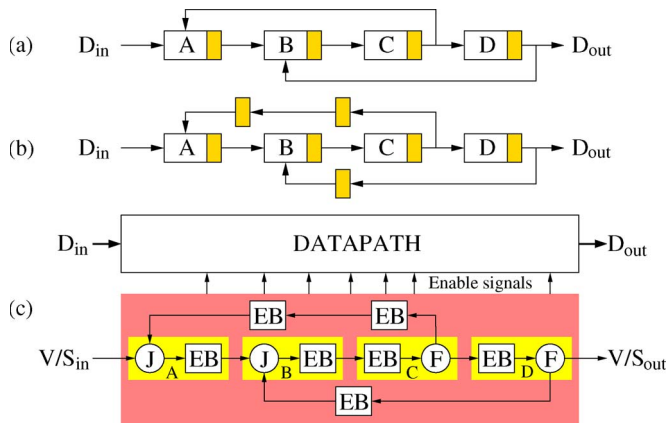 (a) D_in A B C D D_out
(b) D_in A B C D D_out
D_in DATAPATH D_out
Enable signals
(c)
EB EB
V/S_in J EB J EB EB F EB F V/S_out
A B C D
EB